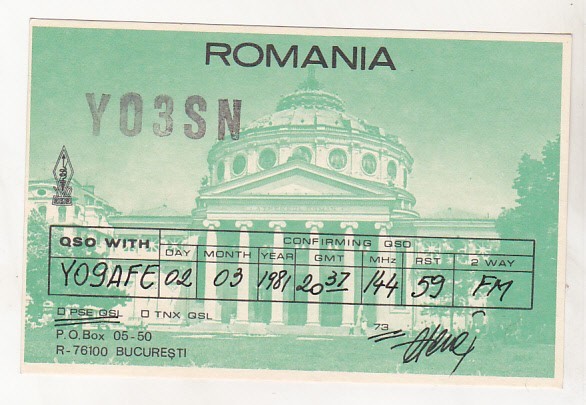 ROMANIA
YO3SN
QSO WITH CONFIRMING QSO
DAY MONTH YEAR GMT MHz RST 2 WAY
YO9AFE 02 03 1981 2037 144 59 FM
PSE QSL TNX QSL
73
P.O.Box 05-50
R-76100 BUCUREŞTI